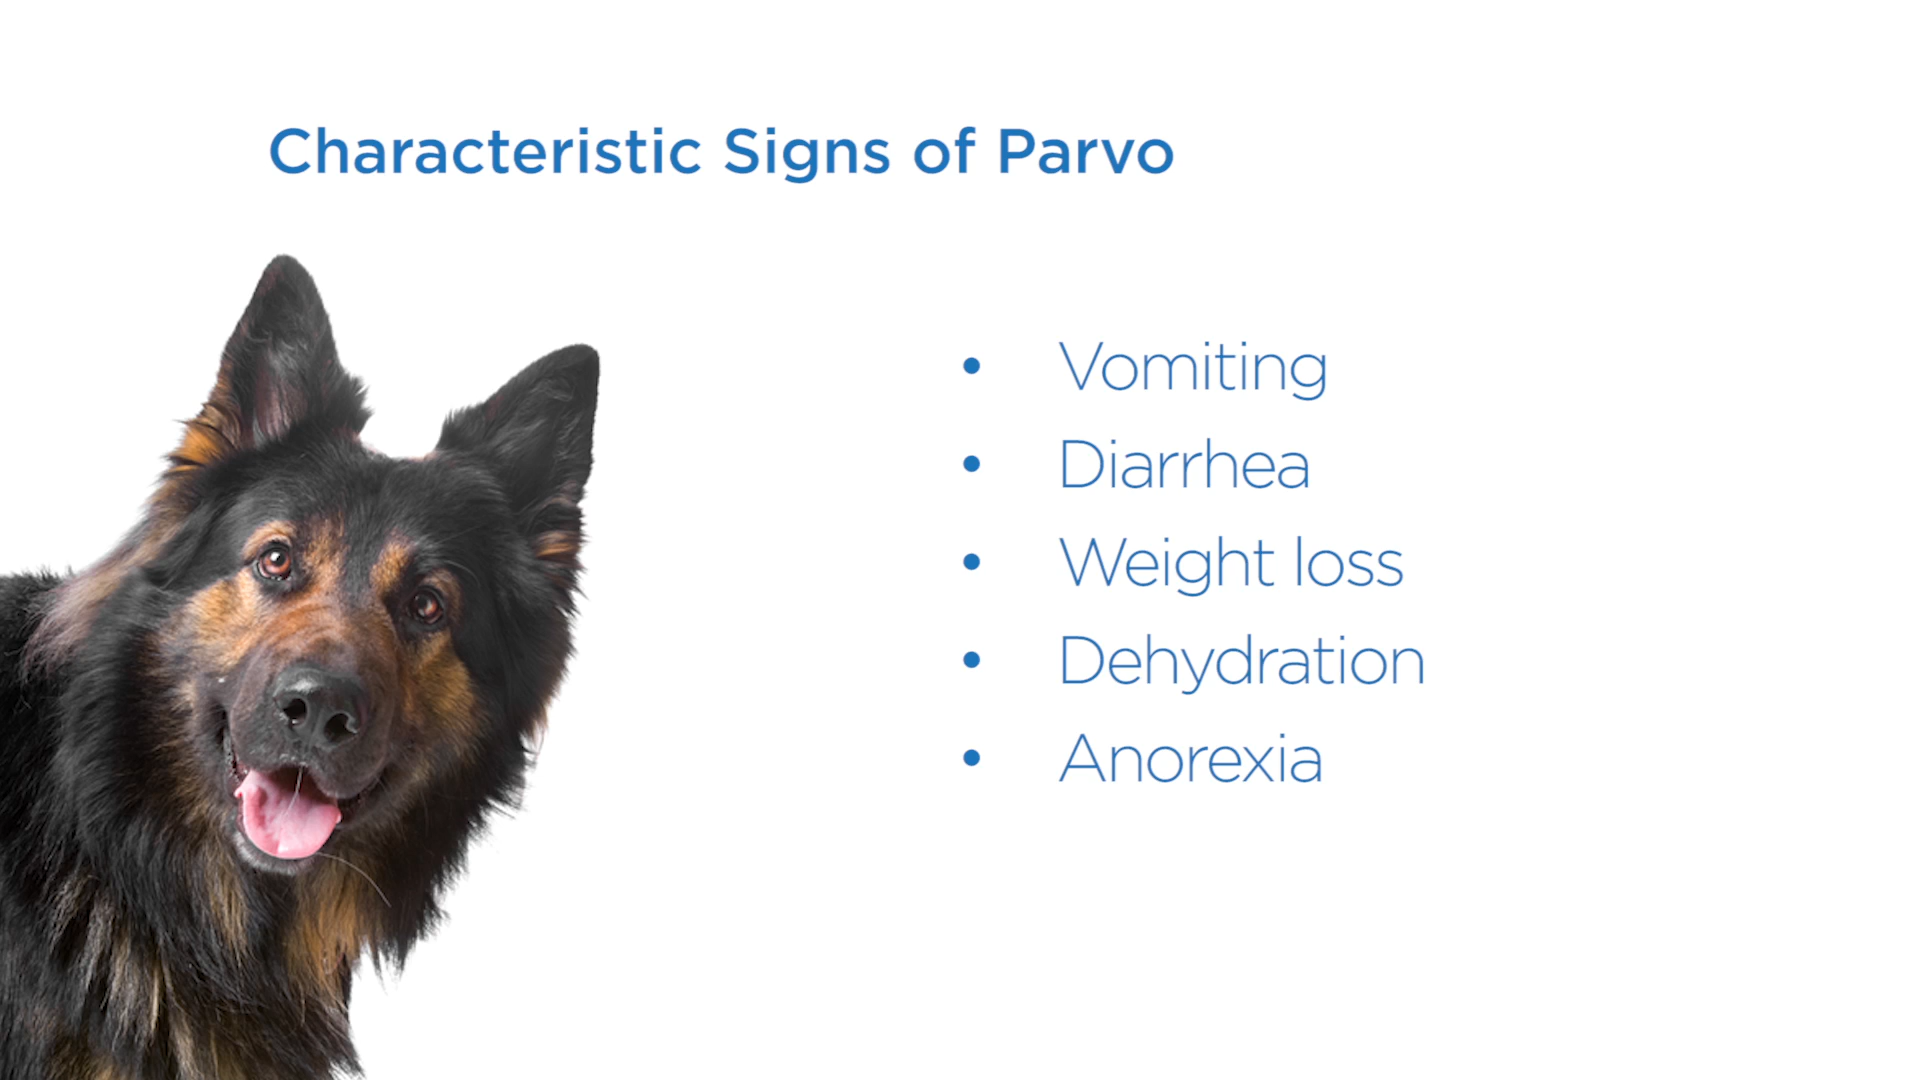 Characteristic Signs of Parvo
• Vomiting
• Diarrhea
• Weight loss
• Dehydration
• Anorexia